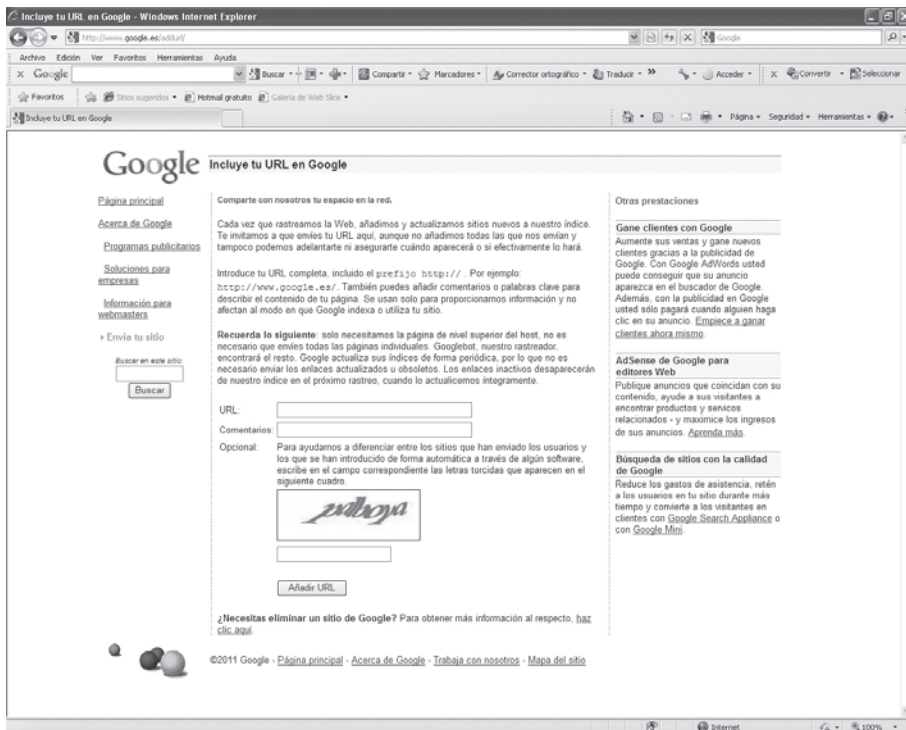 Incluye tu URL en Google - Windows Internet Explorer
http://www.google.es/addurl/
Google
Archivo Edición Ver Favoritos Herramientas Ayuda
x Google Buscar Compartir Marcadores Corrector ortográfico Traducir » Acceder x Convertir Seleccionar
Favoritos Sitios sugeridos Hotmail gratuito Galería de Web Slice
Incluye tu URL en Google
Página Seguridad Herramientas
Google
Incluye tu URL en Google
Página principal
Acerca de Google
Programas publicitarios
Soluciones para
empresas
Información para
webmasters
Envía tu sitio
Buscar en este sitio:
Buscar
Comparte con nosotros tu espacio en la red.
Cada vez que rastreamos la Web, añadimos y actualizamos sitios nuevos a nuestro índice.
Te invitamos a que envíes tu URL aquí, aunque no añadimos todas las que nos envían y
tampoco podemos adelantarte ni asegurarte cuándo aparecerá o si efectivamente lo hará.
Introduce tu URL completa, incluido el prefijo http:// . Por ejemplo:
http://www.google.es/. También puedes añadir comentarios o palabras clave para
describir el contenido de tu página. Se usan solo para proporcionarnos información y no
afectan al modo en que Google indexa o utiliza tu sitio.
Recuerda lo siguiente: solo necesitamos la página de nivel superior del host, no es
necesario que envíes todas las páginas individuales. Googlebot, nuestro rastreador,
encontrará el resto. Google actualiza sus índices de forma periódica, por lo que no es
necesario enviar los enlaces actualizados u obsoletos. Los enlaces inactivos desaparecerán
de nuestro índice en el próximo rastreo, cuando lo actualicemos íntegramente.
URL:
Comentarios:
Opcional: Para ayudarnos a diferenciar entre los sitios que han enviado los usuarios y
los que se han introducido de forma automática a través de algún software,
escribe en el campo correspondiente las letras torcidas que aparecen en el
siguiente cuadro.
Añadir URL
¿Necesitas eliminar un sitio de Google? Para obtener más información al respecto, haz
clic aquí.
Otras prestaciones
Gane clientes con Google
Aumente sus ventas y gane nuevos
clientes gracias a la publicidad de
Google. Con Google AdWords usted
puede conseguir que su anuncio
aparezca en el buscador de Google.
Además, con la publicidad en Google
usted sólo pagará cuando alguien haga
clic en su anuncio. Empiece a ganar
clientes ahora mismo.
AdSense de Google para
editores Web
Publique anuncios que coincidan con su
contenido, ayude a sus visitantes a
encontrar productos y servicios
relacionados - y maximice los ingresos
de sus anuncios. Aprenda más.
Búsqueda de sitios con la calidad
de Google
Reduce los gastos de asistencia, retén
a los usuarios en tu sitio durante más
tiempo y convierte a los visitantes en
clientes con Google Search Appliance o
con Google Mini.
©2011 Google - Página principal - Acerca de Google - Trabaja con nosotros - Mapa del sitio
Internet 100%